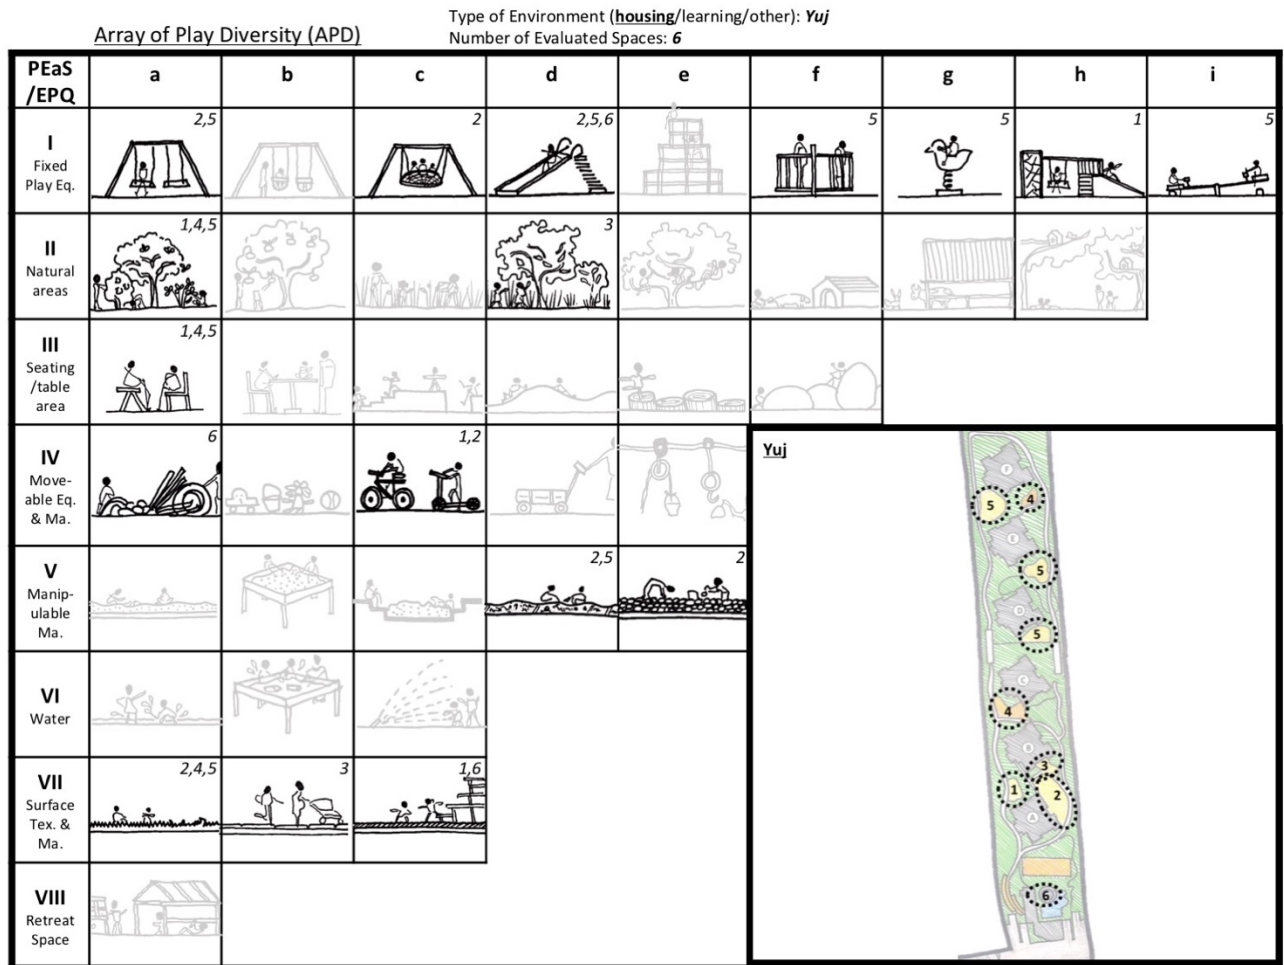 Array of Play Diversity (APD)
Type of Environment (housing/learning/other): Yuj
Number of Evaluated Spaces: 6
PEaS
/EPQ
a
b
c
d
e
f
g
h
i
I
Fixed
Play Eq.
2,5
2
2,5,6
5
5
1
5
II
Natural
areas
1,4,5
3
III
Seating
/table
area
1,4,5
IV
Move-
able Eq.
& Ma.
6
1,2
V
Manip-
ulable
Ma.
2,5
2
VI
Water
VII
Surface
Tex. &
Ma.
2,4,5
3
1,6
VIII
Retreat
Space
Yuj
F
5
4
E
5
D
5
C
4
B
3
1
2
A
6